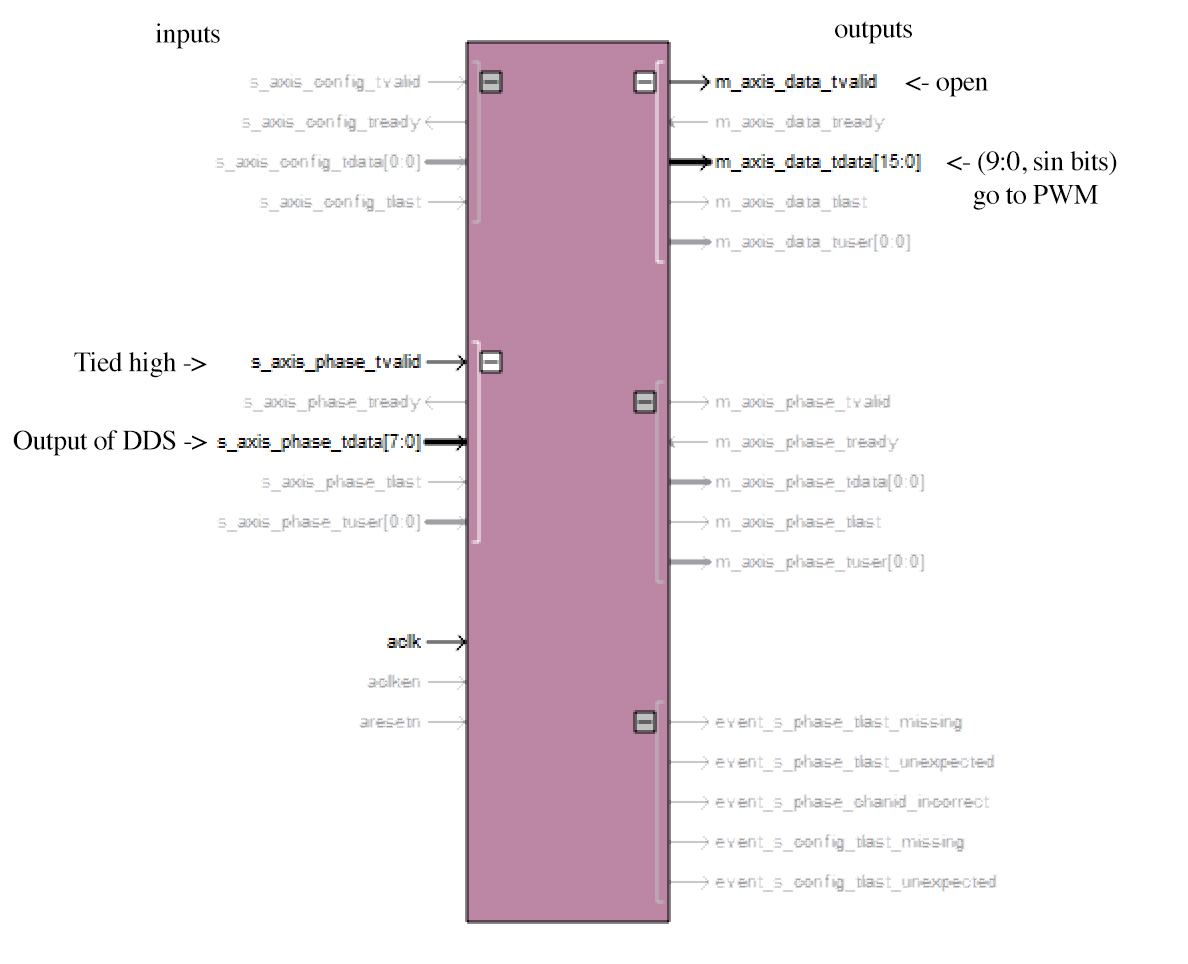 inputs
outputs
s_axis_config_tvalid
s_axis_config_tready
s_axis_config_tdata[0:0]
s_axis_config_tlast
m_axis_data_tvalid <- open
m_axis_data_tready
m_axis_data_tdata[15:0] <- (9:0, sin bits)
go to PWM
m_axis_data_tlast
m_axis_data_tuser[0:0]
Tied high -> s_axis_phase_tvalid
s_axis_phase_tready
Output of DDS -> s_axis_phase_tdata[7:0]
s_axis_phase_tlast
s_axis_phase_tuser[0:0]
m_axis_phase_tvalid
m_axis_phase_tready
m_axis_phase_tdata[0:0]
m_axis_phase_tlast
m_axis_phase_tuser[0:0]
aclk
aclken
aresetn
event_s_phase_tlast_missing
event_s_phase_tlast_unexpected
event_s_phase_chanid_incorrect
event_s_config_tlast_missing
event_s_config_tlast_unexpected